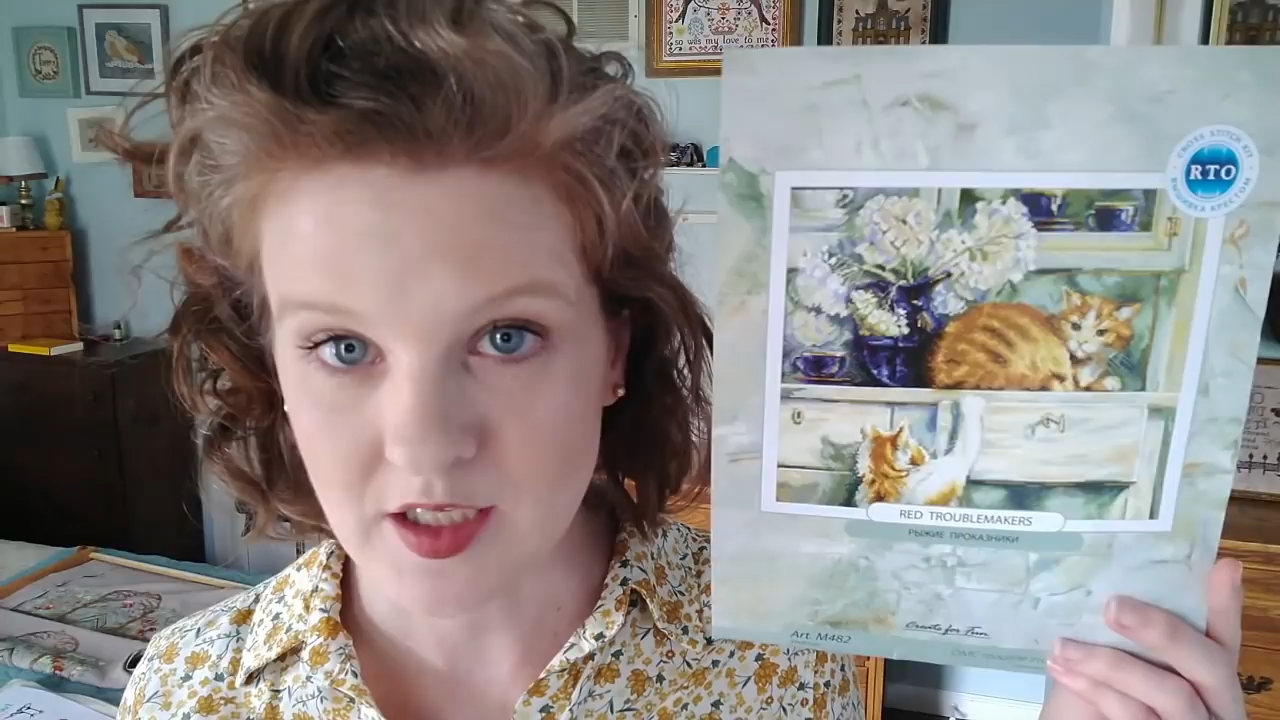 so was my love to me
CROSS STITCH KIT
RTO
ВЫШИВКА КРЕСТОМ
RED TROUBLEMAKERS
РЫЖИЕ ПРОКАЗНИКИ
Create for Fun
Art. M482